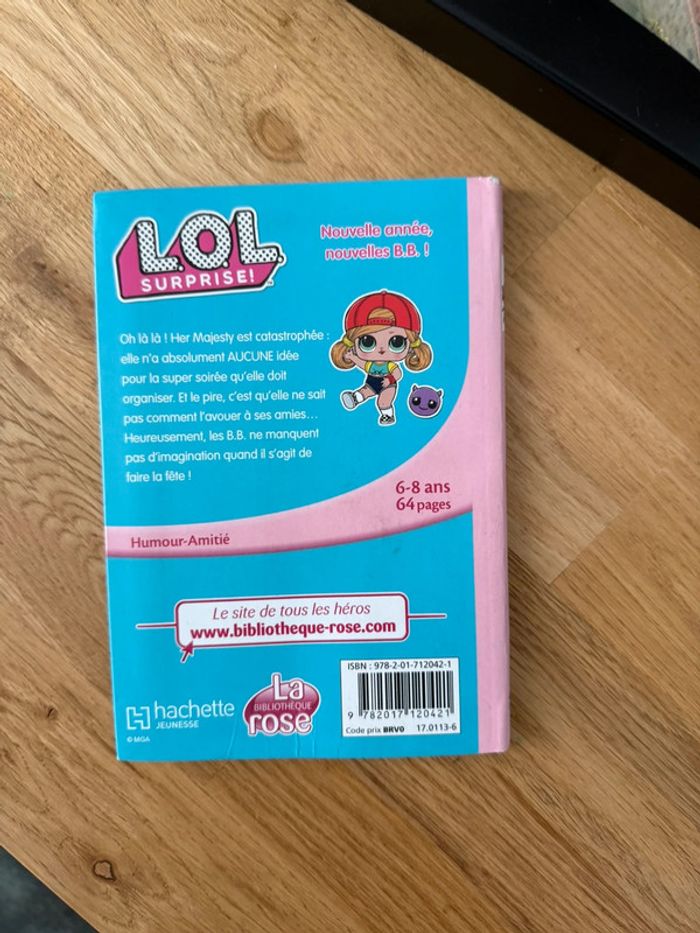 L.O.L.
SURPRISE!
Nouvelle année,
nouvelles B.B. !
Oh là là ! Her Majesty est catastrophée :
elle n'a absolument AUCUNE idée
pour la super soirée qu'elle doit
organiser. Et le pire, c'est qu'elle ne sait
pas comment l'avouer à ses amies…
Heureusement, les B.B. ne manquent
pas d'imagination quand il s'agit de
faire la fête !
6-8 ans
64 pages
Humour-Amitié
Le site de tous les héros
www.bibliotheque-rose.com
hachette
JEUNESSE
© MGA
La
BIBLIOTHÈQUE
rose
ISBN : 978-2-01-712042-1
9 782017 120421
Code prix BRV0 17.0113-6